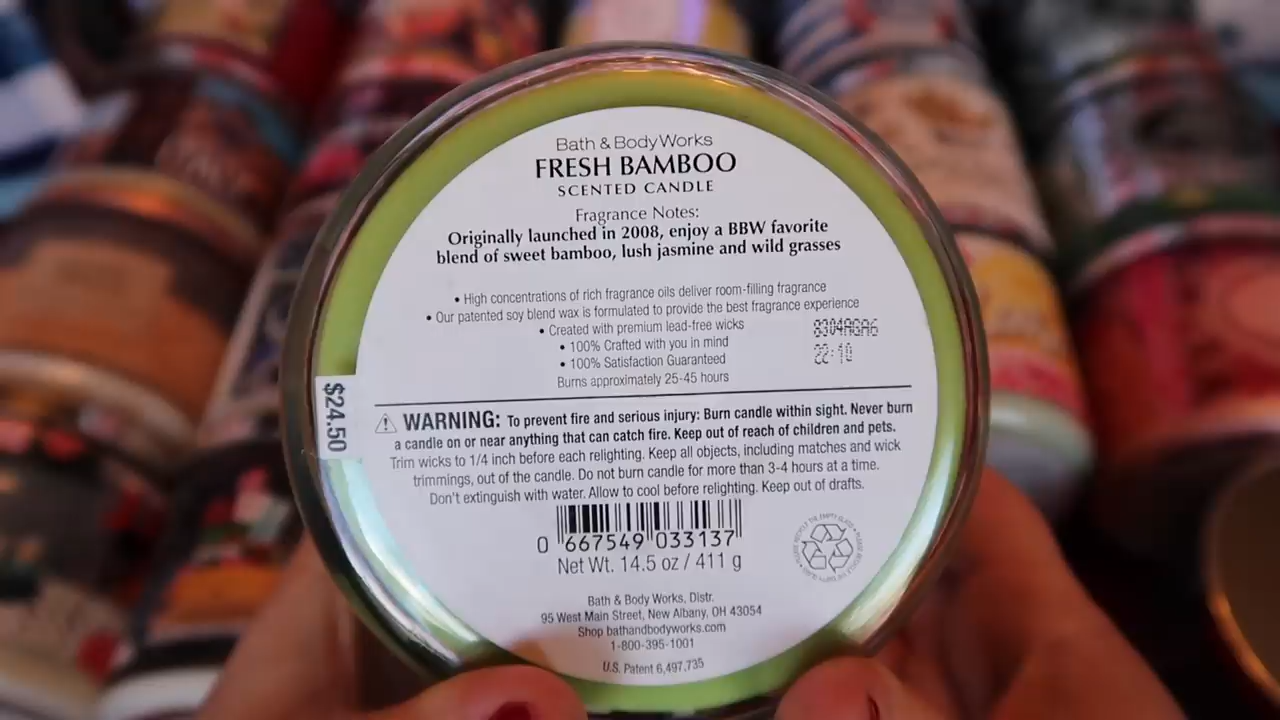 Bath & Body Works
FRESH BAMBOO
SCENTED CANDLE
Fragrance Notes:
Originally launched in 2008, enjoy a BBW favorite
blend of sweet bamboo, lush jasmine and wild grasses
• High concentrations of rich fragrance oils deliver room-filling fragrance
• Our patented soy blend wax is formulated to provide the best fragrance experience
• Created with premium lead-free wicks
• 100% Crafted with you in mind
• 100% Satisfaction Guaranteed
Burns approximately 25-45 hours
8304AGA6
22:19
$24.50
WARNING: To prevent fire and serious injury: Burn candle within sight. Never burn
a candle on or near anything that can catch fire. Keep out of reach of children and pets.
Trim wicks to 1/4 inch before each relighting. Keep all objects, including matches and wick
trimmings, out of the candle. Do not burn candle for more than 3-4 hours at a time.
Don't extinguish with water. Allow to cool before relighting. Keep out of drafts.
0 667549 033137
Net Wt. 14.5 oz / 411 g
Bath & Body Works, Distr.
95 West Main Street, New Albany, OH 43054
Shop bathandbodyworks.com
1-800-395-1001
U.S. Patent 6,497,735